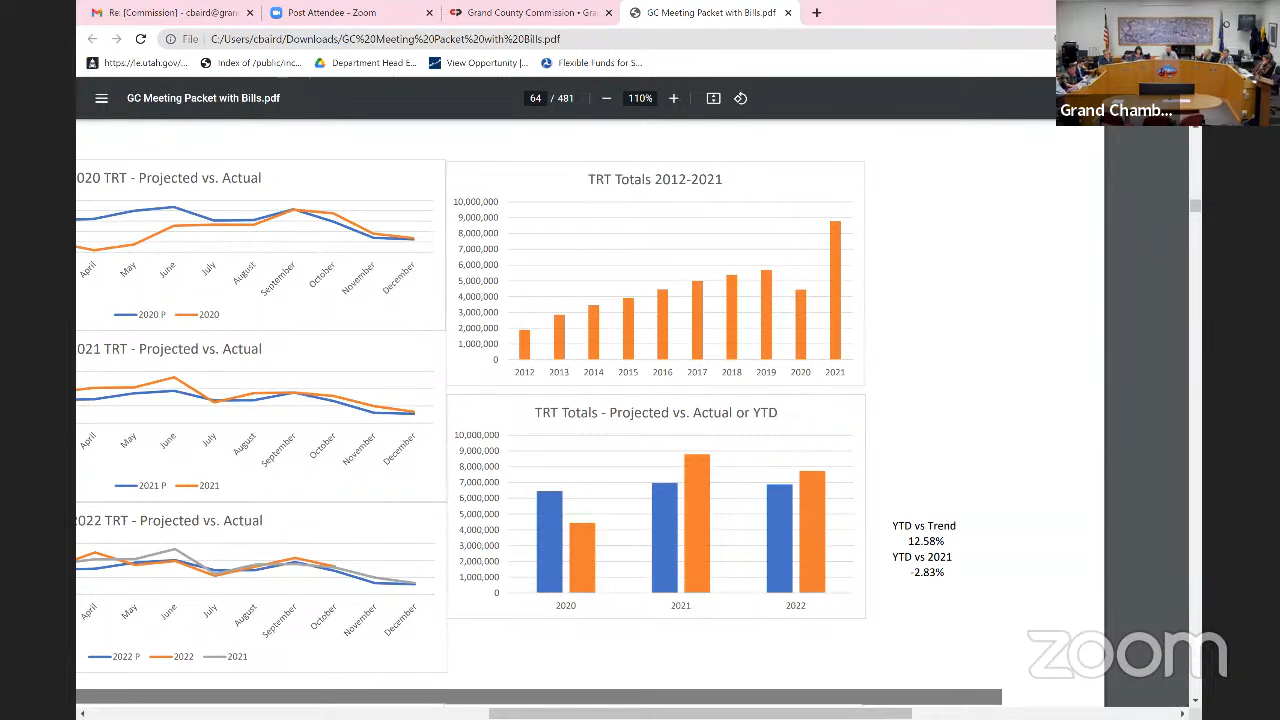 Re: [Commission] - cbaird@gran
Post Attendee - Zoom
Grand County Commission • Gra
GC Meeting Packet with Bills.pdf
File
C:/Users/cbaird/Downloads/GC%20Meeting%
https://le.utah.gov/...
Index of /public/inc...
View Opportunity
Flexible Funds for S...
GC Meeting Packet with Bills.pdf
64 / 481
110%
Grand Chamb...
020 TRT - Projected vs. Actual
April May June July August September October November December
2020 P 2020
021 TRT - Projected vs. Actual
April May June July August September October November December
2021 P 2021
2022 TRT - Projected vs. Actual
April May June July August September October November December
2022 P 2022 2021
TRT Totals 2012-2021
10,000,000
9,000,000
8,000,000
7,000,000
6,000,000
5,000,000
4,000,000
3,000,000
2,000,000
1,000,000
0
2012 2013 2014 2015 2016 2017 2018 2019 2020 2021
TRT Totals - Projected vs. Actual or YTD
10,000,000
9,000,000
8,000,000
7,000,000
6,000,000
5,000,000
4,000,000
3,000,000
2,000,000
1,000,000
0
2020 2021 2022
YTD vs Trend
12.58%
YTD vs 2021
-2.83%
zoom